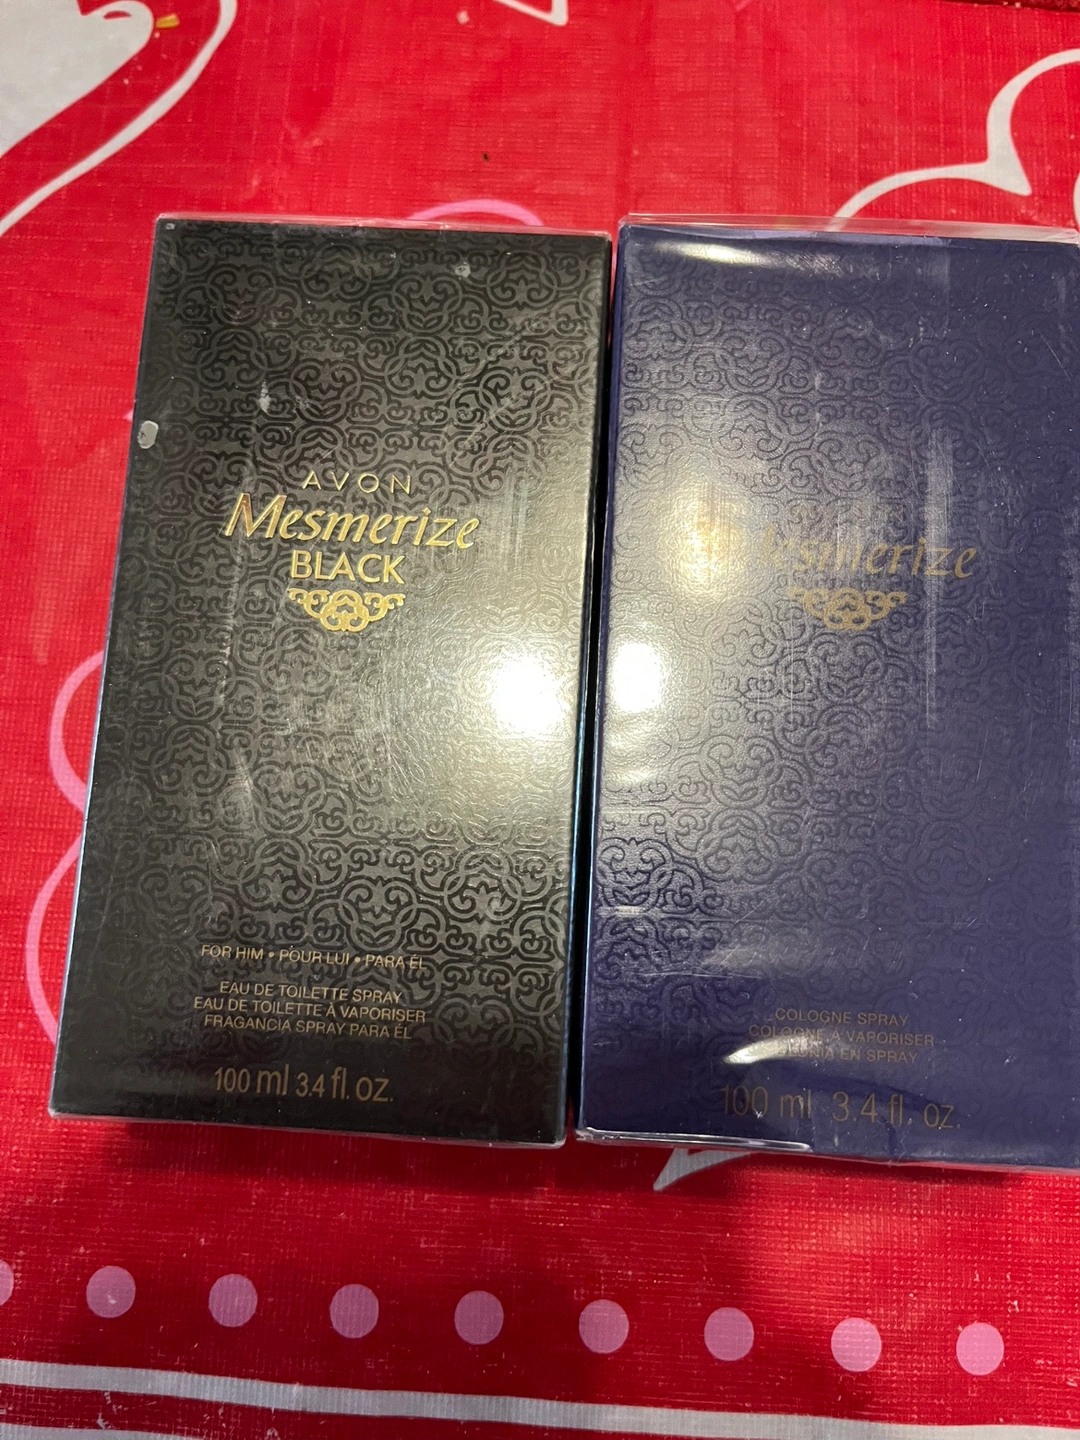 AVON
Mesmerize
BLACK
FOR HIM • POUR LUI • PARA ÉL
EAU DE TOILETTE SPRAY
EAU DE TOILETTE À VAPORISER
FRAGANCIA SPRAY PARA ÉL
100 ml 3.4 fl. oz.
Mesmerize
COLOGNE SPRAY
COLOGNE À VAPORISER
EN SPRAY
100 ml 3.4 fl. oz.